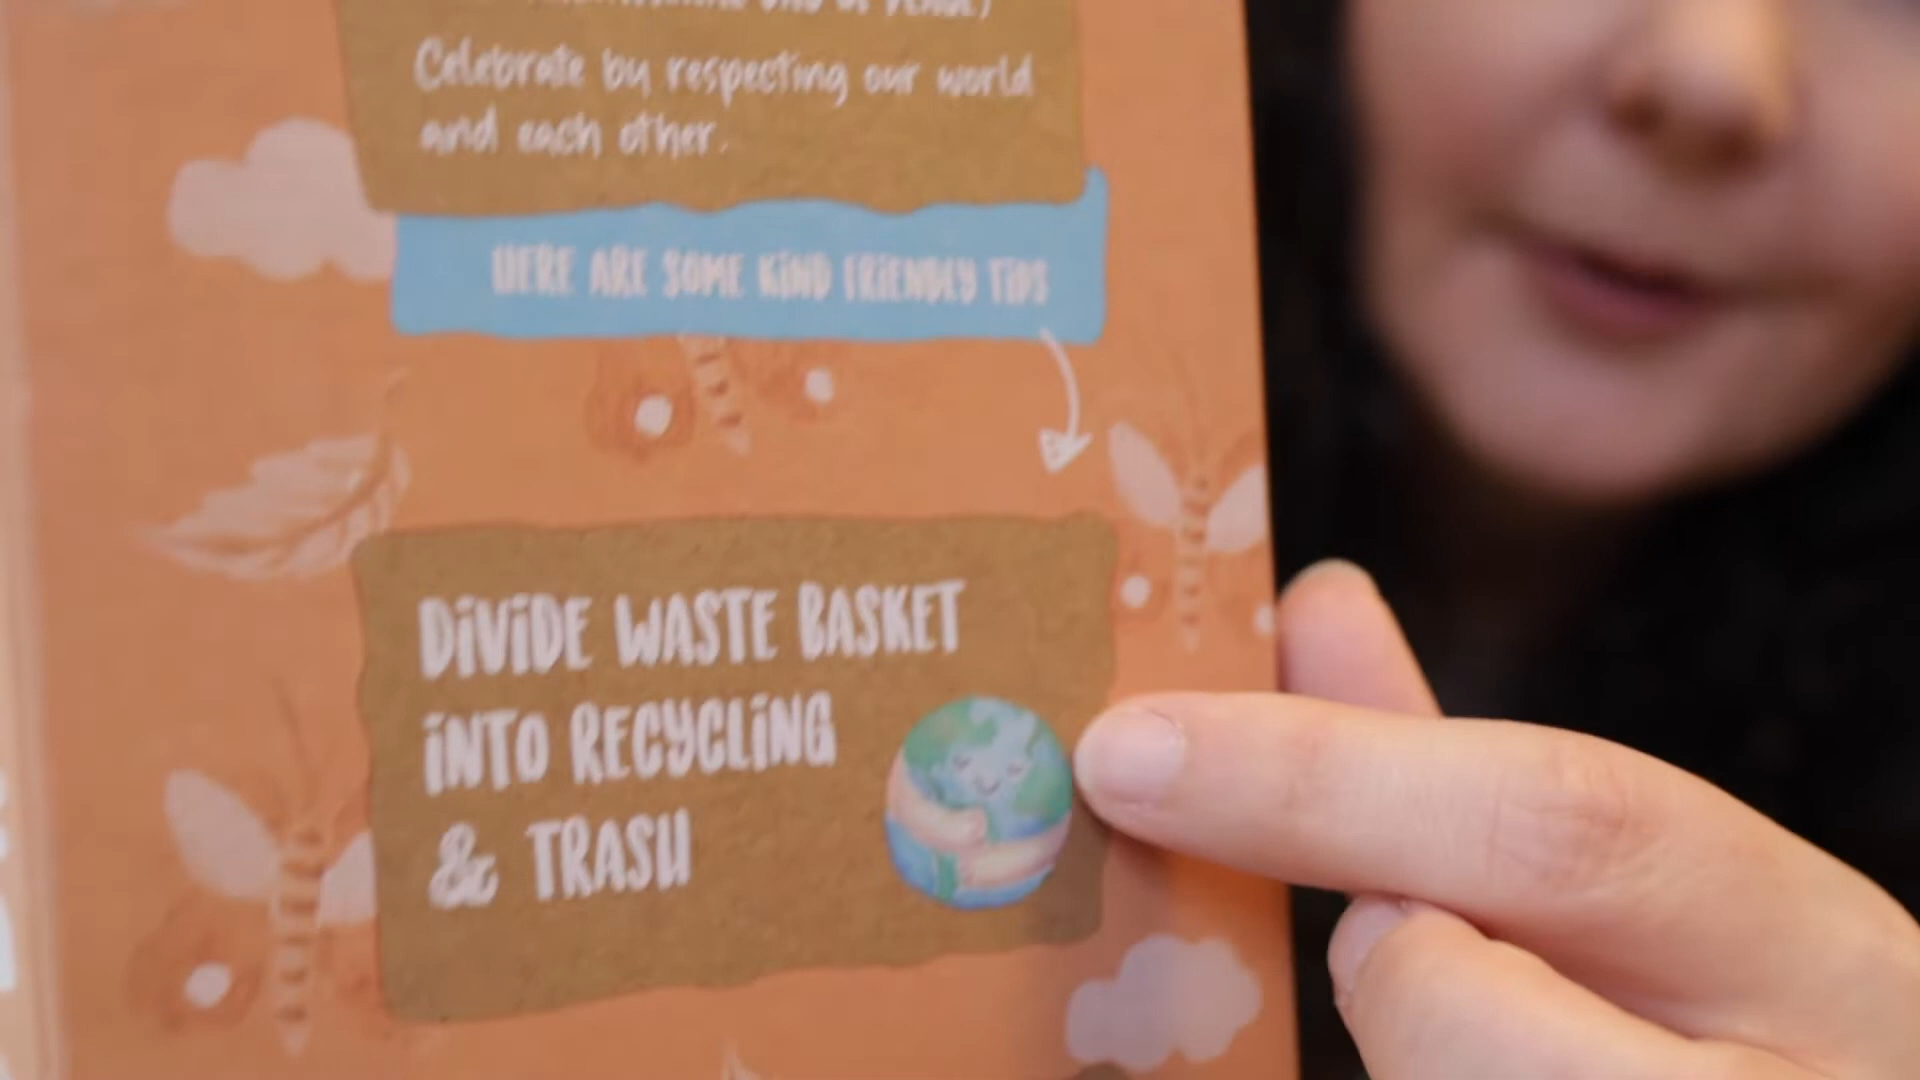 Celebrate by respecting our world
and each other.
HERE ARE SOME KiND FRiENDLY TiPS
DiViDE WASTE BASKET
iNTO RECYCLiNG
& TRASH